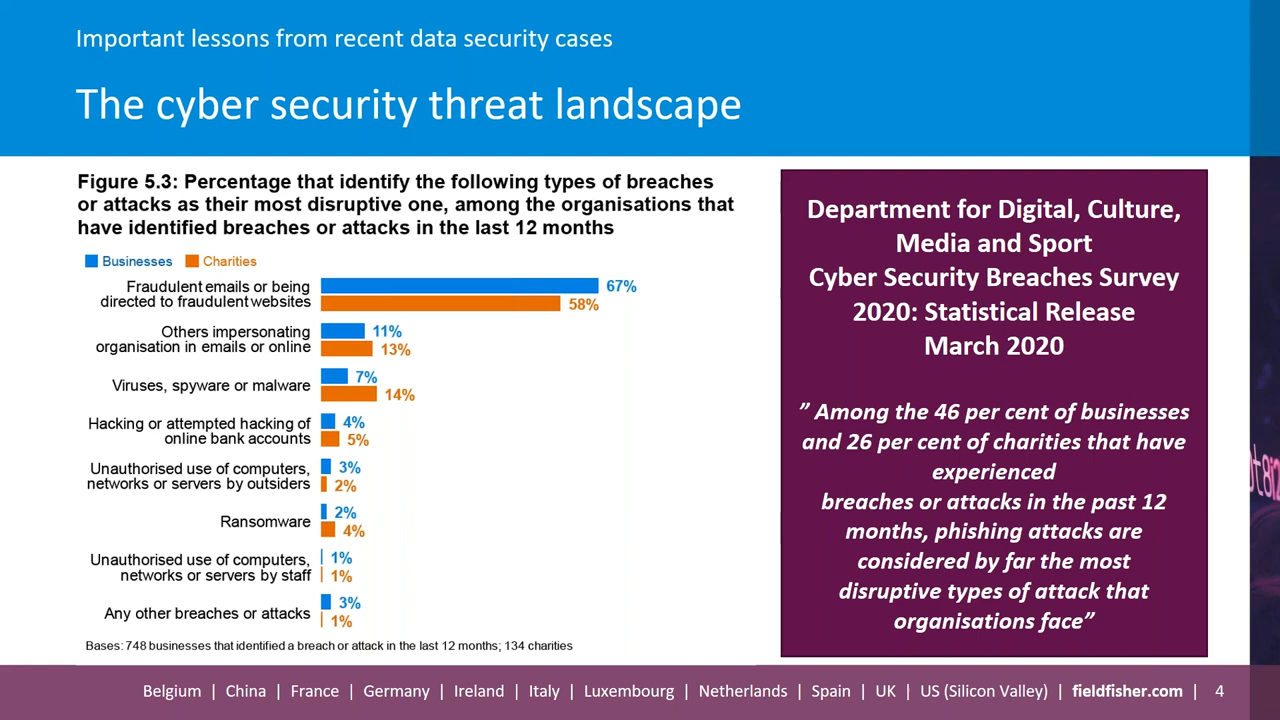 Important lessons from recent data security cases
The cyber security threat landscape
Figure 5.3: Percentage that identify the following types of breaches
or attacks as their most disruptive one, among the organisations that
have identified breaches or attacks in the last 12 months
Businesses Charities
Fraudulent emails or being
directed to fraudulent websites
67%
58%
Others impersonating
organisation in emails or online
11%
13%
Viruses, spyware or malware
7%
14%
Hacking or attempted hacking of
online bank accounts
4%
5%
Unauthorised use of computers,
networks or servers by outsiders
3%
2%
Ransomware
2%
4%
Unauthorised use of computers,
networks or servers by staff
1%
1%
Any other breaches or attacks
3%
1%
Bases: 748 businesses that identified a breach or attack in the last 12 months; 134 charities
Department for Digital, Culture,
Media and Sport
Cyber Security Breaches Survey
2020: Statistical Release
March 2020
” Among the 46 per cent of businesses
and 26 per cent of charities that have
experienced
breaches or attacks in the past 12
months, phishing attacks are
considered by far the most
disruptive types of attack that
organisations face”
Belgium | China | France | Germany | Ireland | Italy | Luxembourg | Netherlands | Spain | UK | US (Silicon Valley) | fieldfisher.com | 4